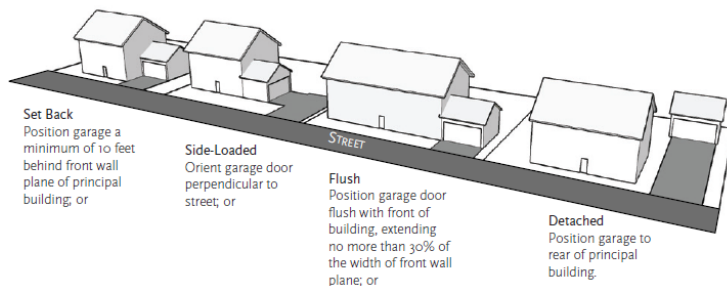 Set Back
Position garage a
minimum of 10 feet
behind front wall
plane of principal
building; or
Side-Loaded
Orient garage door
perpendicular to
street; or
STREET
Flush
Position garage door
flush with front of
building, extending
no more than 30% of
the width of front wall
plane; or
Detached
Position garage to
rear of principal
building.